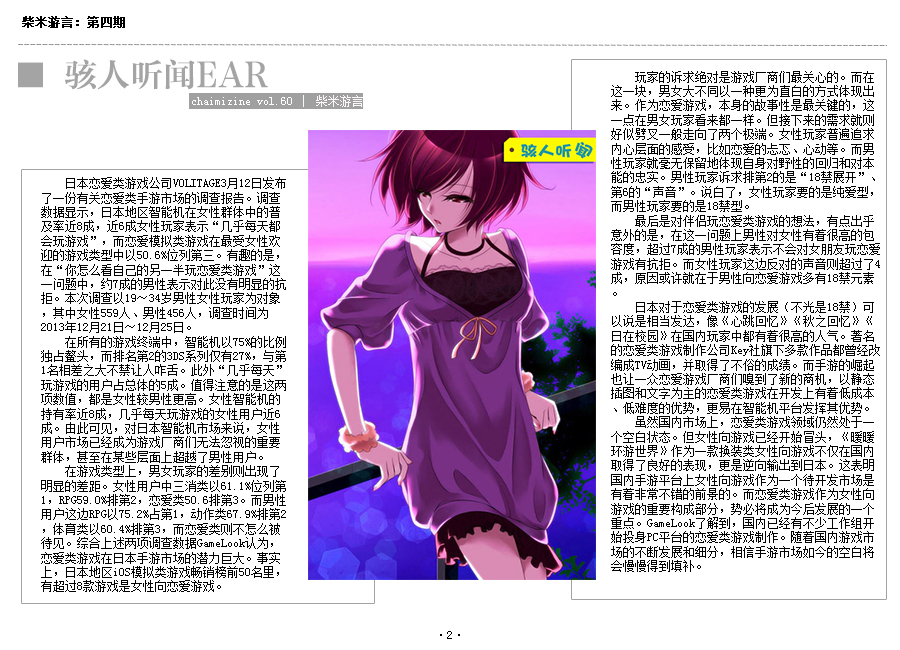 柴米游言：第四期
骇人听闻EAR
chaimizine vol.60 | 柴米游言
骇人听闻
日本恋爱类游戏公司VOLITAGE3月12日发布
了一份有关恋爱类手游市场的调查报告。调查
数据显示，日本地区智能机在女性群体中的普
及率近8成，近6成女性玩家表示“几乎每天都
会玩游戏”，而恋爱模拟类游戏在最受女性欢
迎的游戏类型中以50.6%位列第三。有趣的是，
在“你怎么看自己的另一半玩恋爱类游戏”这
一问题中，约7成的男性表示对此没有明显的抗
拒。本次调查以19～34岁男性女性玩家为对象
，其中女性559人、男性456人，调查时间为
2013年12月21日～12月25日。
在所有的游戏终端中，智能机以75%的比例
独占鳌头，而排名第2的3DS系列仅有27%，与第
1名相差之大不禁让人咋舌。此外“几乎每天”
玩游戏的用户占总体的5成。值得注意的是这两
项数值，都是女性较男性更高。女性智能机的
持有率近8成，几乎每天玩游戏的女性用户近6
成。由此可见，对日本智能机市场来说，女性
用户市场已经成为游戏厂商们无法忽视的重要
群体，甚至在某些层面上超越了男性用户。
在游戏类型上，男女玩家的差别则出现了
明显的差距。女性用户中三消类以61.1%位列第
1，RPG59.0%排第2，恋爱类50.6排第3。而男性
用户这边RPG以75.2%占第1，动作类67.9%排第2
，体育类以60.4%排第3，而恋爱类则不怎么被
待见。综合上述两项调查数据GameLook认为，
恋爱类游戏在日本手游市场的潜力巨大。事实
上，日本地区iOS模拟类游戏畅销榜前50名里，
有超过8款游戏是女性向恋爱游戏。
玩家的诉求绝对是游戏厂商们最关心的。而在
这一块，男女大不同以一种更为直白的方式体现出
来。作为恋爱游戏，本身的故事性是最关键的，这
一点在男女玩家看来都一样。但接下来的需求就则
好似劈叉一般走向了两个极端。女性玩家普遍追求
内心层面的感受，比如恋爱的忐忑、心动等。而男
性玩家就毫无保留地体现自身对野性的回归和对本
能的忠实。男性玩家诉求排第2的是“18禁展开”、
第6的“声音”。说白了，女性玩家要的是纯爱型，
而男性玩家要的是18禁型。
最后是对伴侣玩恋爱类游戏的想法，有点出乎
意外的是，在这一问题上男性对女性有着很高的包
容度，超过7成的男性玩家表示不会对女朋友玩恋爱
游戏有抗拒。而女性玩家这边反对的声音则超过了4
成，原因或许就在于男性向恋爱游戏多有18禁元素
。
日本对于恋爱类游戏的发展（不光是18禁）可
以说是相当发达，像《心跳回忆》《秋之回忆》《
日在校园》在国内玩家中都有着很高的人气。著名
的恋爱类游戏制作公司Key社旗下多款作品都曾经改
编成TV动画，并取得了不俗的成绩。而手游的崛起
也让一众恋爱游戏厂商们嗅到了新的商机，以静态
插图和文字为主的恋爱类游戏在开发上有着低成本
、低难度的优势，更易在智能机平台发挥其优势。
虽然国内市场上，恋爱类游戏领域仍然处于一
个空白状态。但女性向游戏已经开始冒头，《暖暖
环游世界》作为一款换装类女性向游戏不仅在国内
取得了良好的表现，更是逆向输出到日本。这表明
国内手游平台上女性向游戏作为一个待开发市场是
有着非常不错的前景的。而恋爱类游戏作为女性向
游戏的重要构成部分，势必将成为今后发展的一个
重点。GameLook了解到，国内已经有不少工作组开
始投身PC平台的恋爱类游戏制作。随着国内游戏市
场的不断发展和细分，相信手游市场如今的空白将
会慢慢得到填补。
·2·